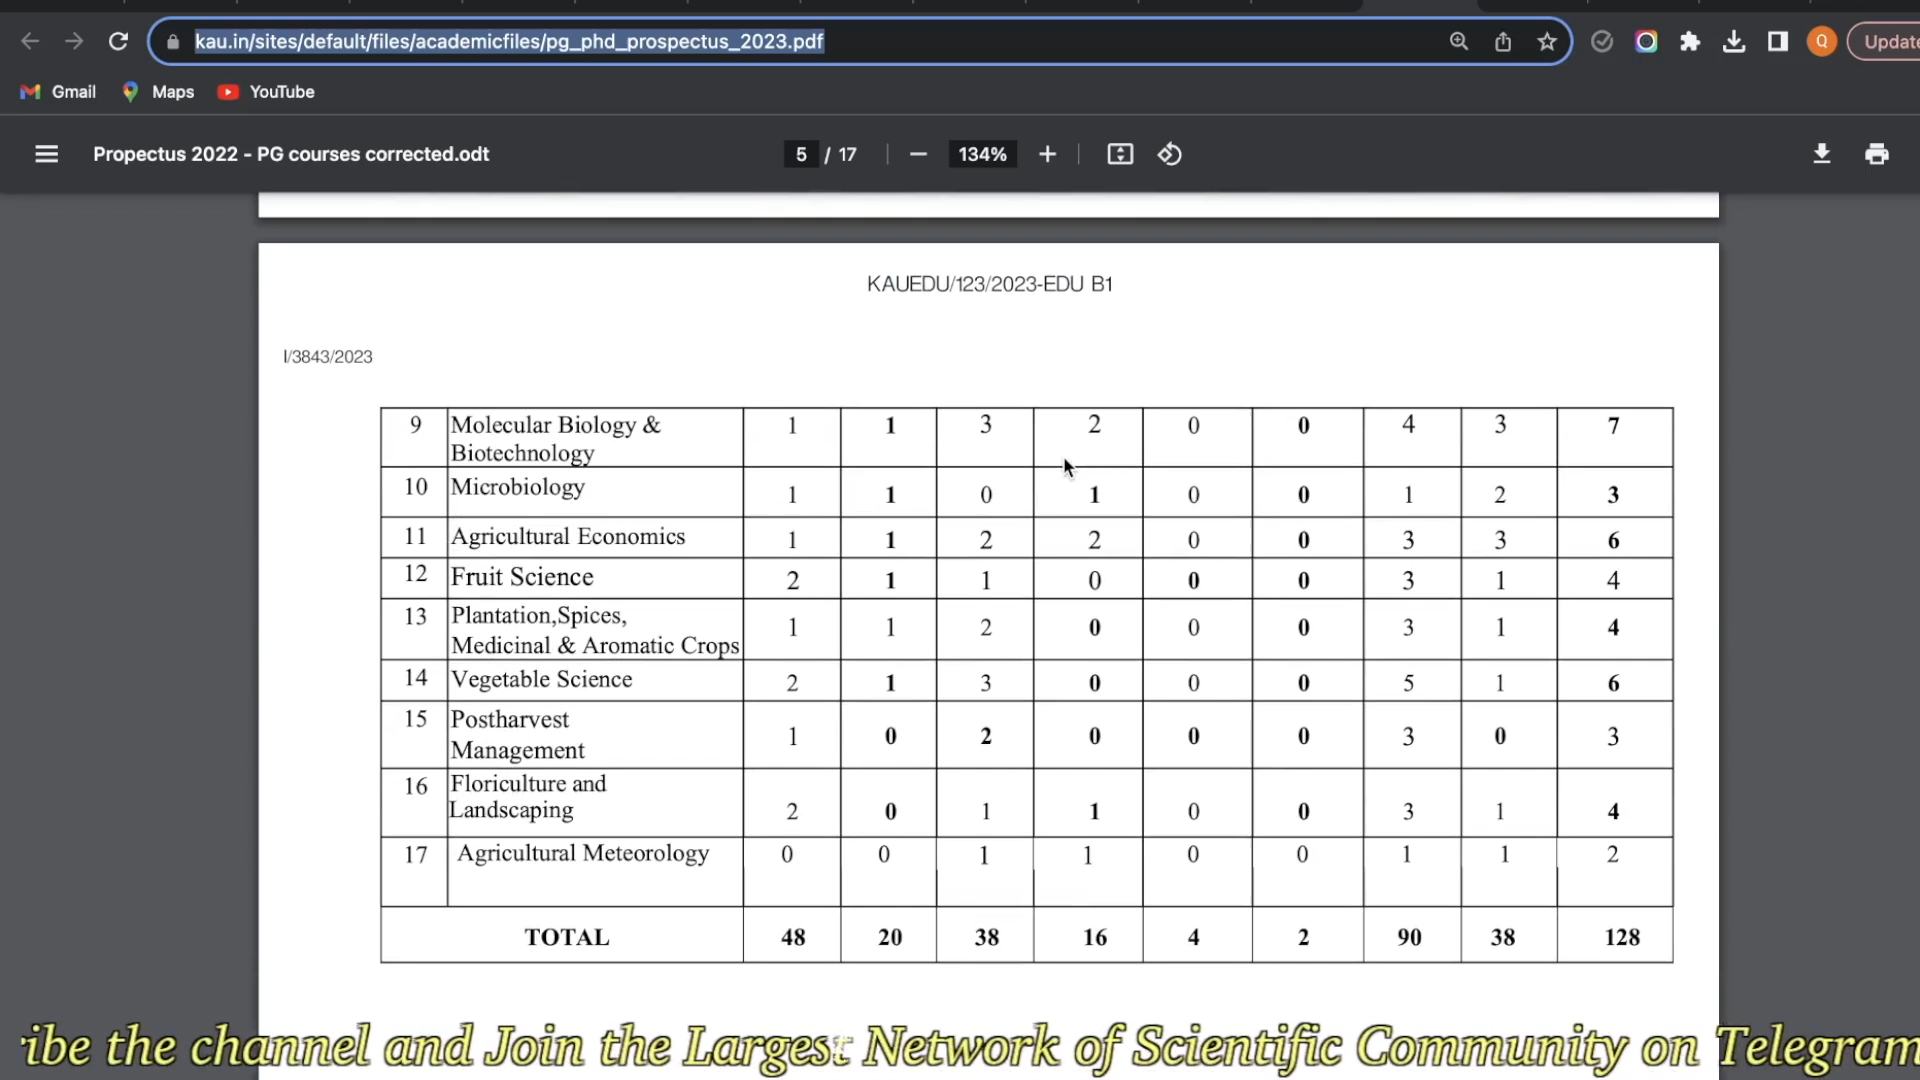 kau.in/sites/default/files/academicfiles/pg_phd_prospectus_2023.pdf
Q
Update
Gmail Maps YouTube
Propectus 2022 - PG courses corrected.odt
5 / 17
134%
KAUEDU/123/2023-EDU B1
I/3843/2023
9 Molecular Biology & 1 1 3 2 0 0 4 3 7
Biotechnology
10 Microbiology 1 1 0 1 0 0 1 2 3
11 Agricultural Economics 1 1 2 2 0 0 3 3 6
12 Fruit Science 2 1 1 0 0 0 3 1 4
13 Plantation,Spices,
Medicinal & Aromatic Crops 1 1 2 0 0 0 3 1 4
14 Vegetable Science 2 1 3 0 0 0 5 1 6
15 Postharvest
Management 1 0 2 0 0 0 3 0 3
16 Floriculture and
Landscaping 2 0 1 1 0 0 3 1 4
17 Agricultural Meteorology 0 0 1 1 0 0 1 1 2
TOTAL 48 20 38 16 4 2 90 38 128
ibe the channel and Join the Largest Network of Scientific Community on Telegram